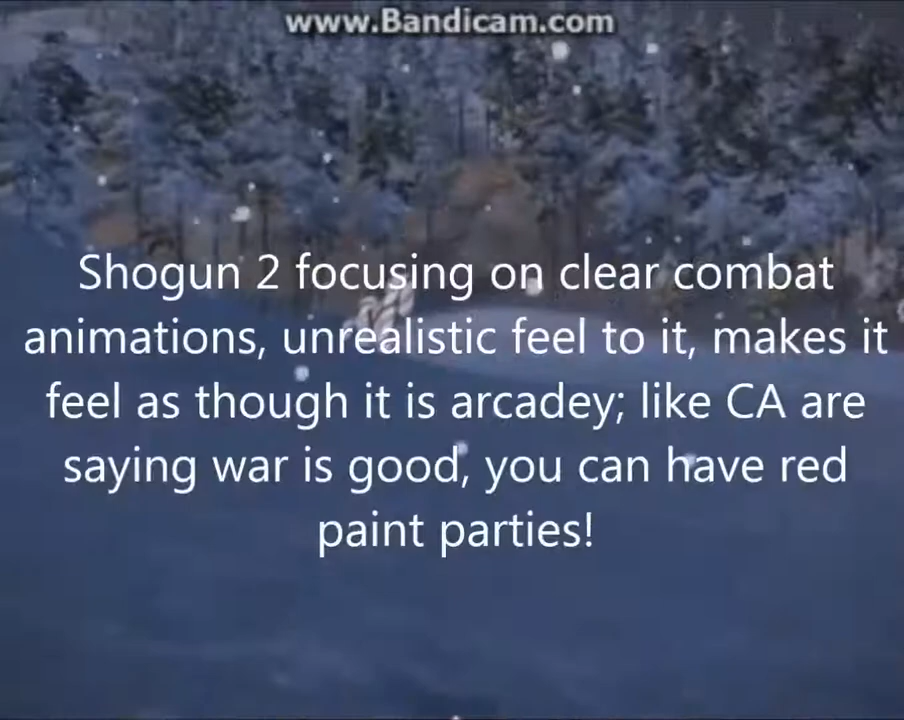 www.Bandicam.com
Shogun 2 focusing on clear combat
animations, unrealistic feel to it, makes it
feel as though it is arcadey; like CA are
saying war is good, you can have red
paint parties!